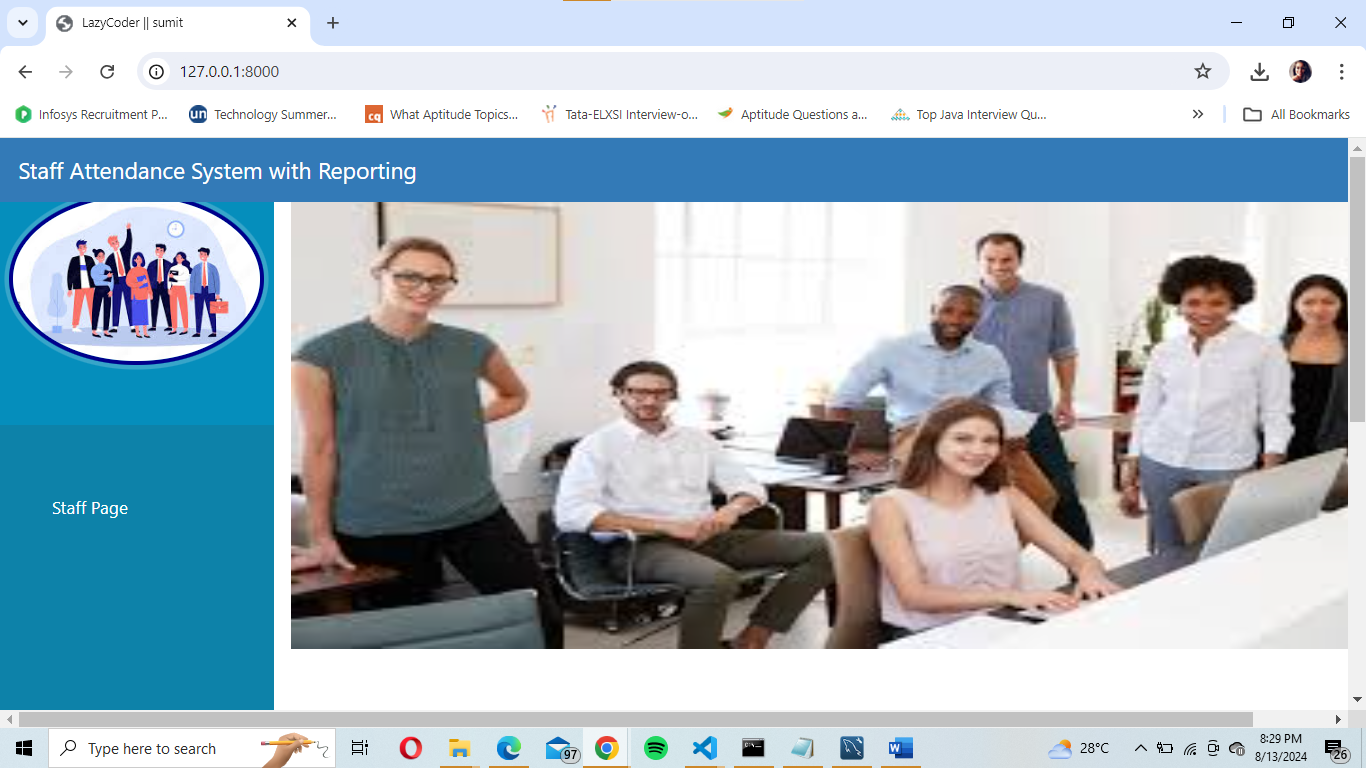 LazyCoder || sumit
127.0.0.1:8000
Infosys Recruitment P...
un
Technology Summer...
cq
What Aptitude Topics...
Tata-ELXSI Interview-o...
Aptitude Questions a...
Top Java Interview Qu...
All Bookmarks
Staff Attendance System with Reporting
Staff Page
Type here to search
97
28°C
8:29 PM
8/13/2024
26